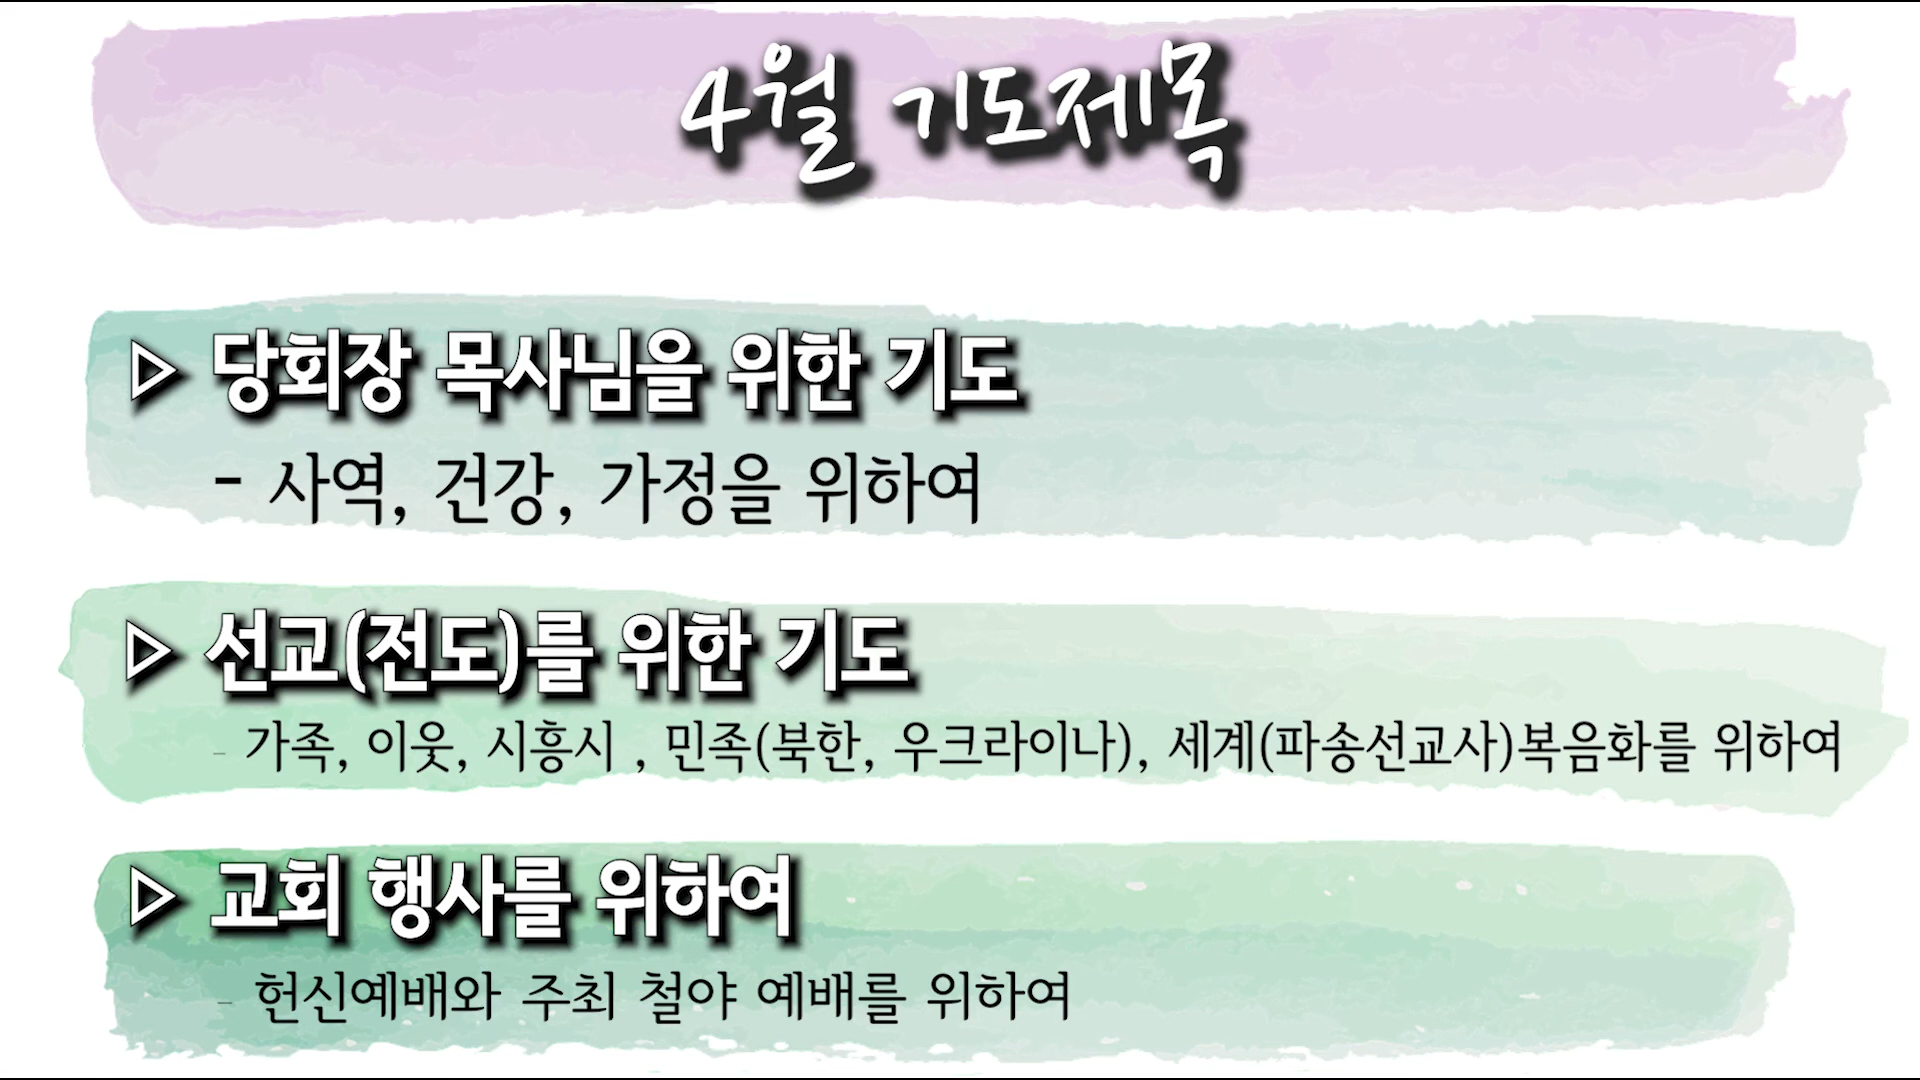 4월 기도제목
▷ 당회장 목사님을 위한 기도
- 사역, 건강, 가정을 위하여
▷ 선교(전도)를 위한 기도
- 가족, 이웃, 시흥시 , 민족(북한, 우크라이나), 세계(파송선교사)복음화를 위하여
▷ 교회 행사를 위하여
- 헌신예배와 주최 철야 예배를 위하여